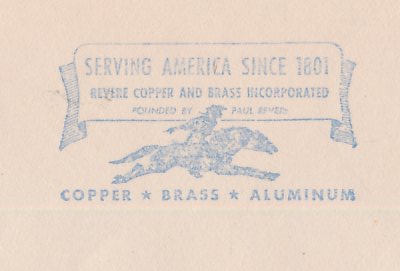 SERVING AMERICA SINCE 1801
REVERE COPPER AND BRASS INCORPORATED
FOUNDED BY PAUL REVERE
COPPER ★ BRASS ★ ALUMINUM